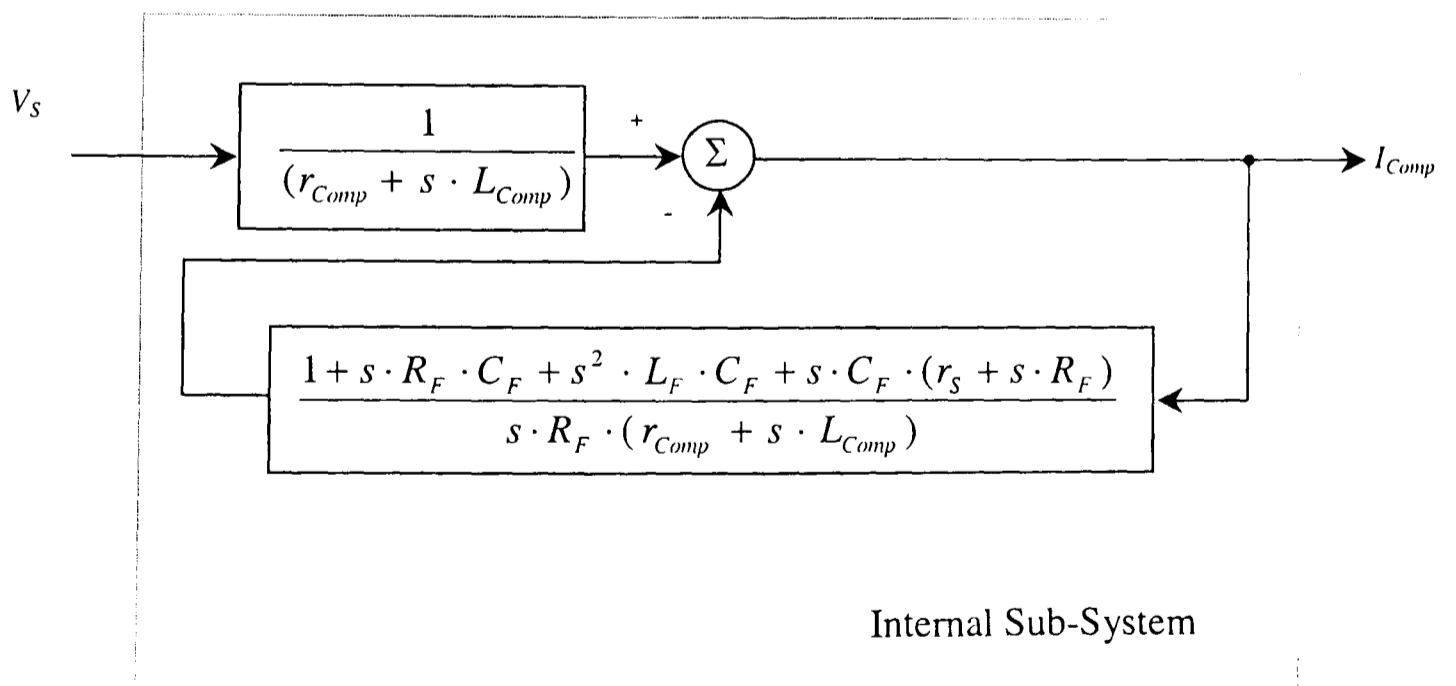 V_S
1
(r_Comp + s · L_Comp)
+
Σ
I_Comp
-
1 + s · R_F · C_F + s² · L_F · C_F + s · C_F · (r_S + s · R_F)
s · R_F · (r_Comp + s · L_Comp)
Internal Sub-System